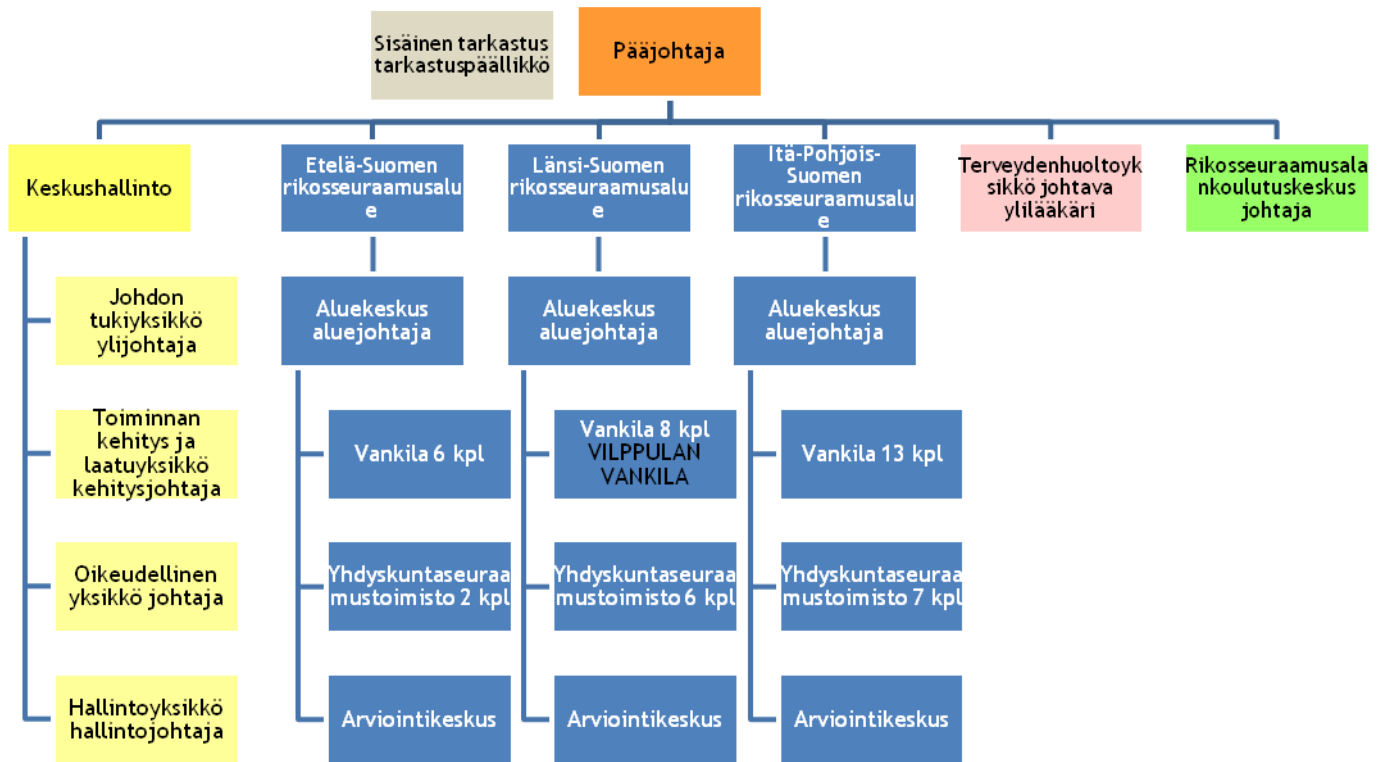 Sisäinen tarkastus
tarkastuspäällikkö
Pääjohtaja
Keskushallinto
Etelä-Suomen
rikosseuraamusalu
e
Länsi-Suomen
rikosseuraamusalu
e
Itä-Pohjois-
Suomen
rikosseuraamusalu
e
Terveydenhuoltoyk
sikkö johtava
ylilääkäri
Rikosseuraamusala
nkoulutuskeskus
johtaja
Johdon
tukiyksikkö
ylijohtaja
Aluekeskus
aluejohtaja
Aluekeskus
aluejohtaja
Aluekeskus
aluejohtaja
Toiminnan
kehitys ja
laatuyksikkö
kehitysjohtaja
Vankila 6 kpl
Vankila 8 kpl
VILPPULAN
VANKILA
Vankila 13 kpl
Oikeudellinen
yksikkö johtaja
Yhdyskuntaseuraa
mustoimisto 2 kpl
Yhdyskuntaseuraa
mustoimisto 6 kpl
Yhdyskuntaseuraa
mustoimisto 7 kpl
Hallintoyksikkö
hallintojohtaja
Arviointikeskus
Arviointikeskus
Arviointikeskus